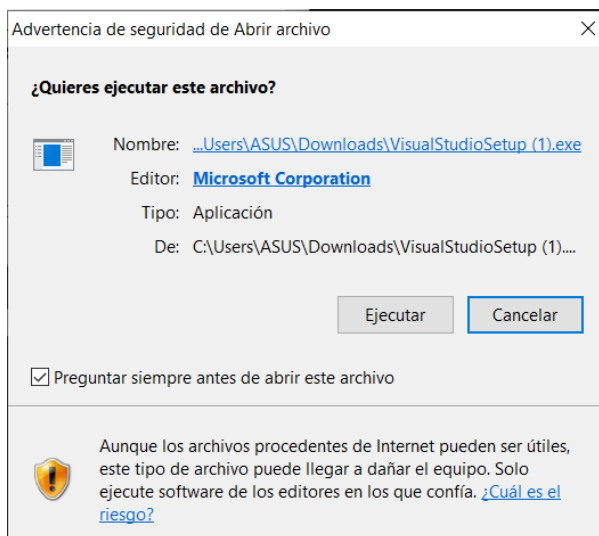 Advertencia de seguridad de Abrir archivo
¿Quieres ejecutar este archivo?
Nombre: ...Users\ASUS\Downloads\VisualStudioSetup (1).exe
Editor: Microsoft Corporation
Tipo: Aplicación
De: C:\Users\ASUS\Downloads\VisualStudioSetup (1)....
Ejecutar Cancelar
Preguntar siempre antes de abrir este archivo
Aunque los archivos procedentes de Internet pueden ser útiles,
este tipo de archivo puede llegar a dañar el equipo. Solo
ejecute software de los editores en los que confía. ¿Cuál es el
riesgo?